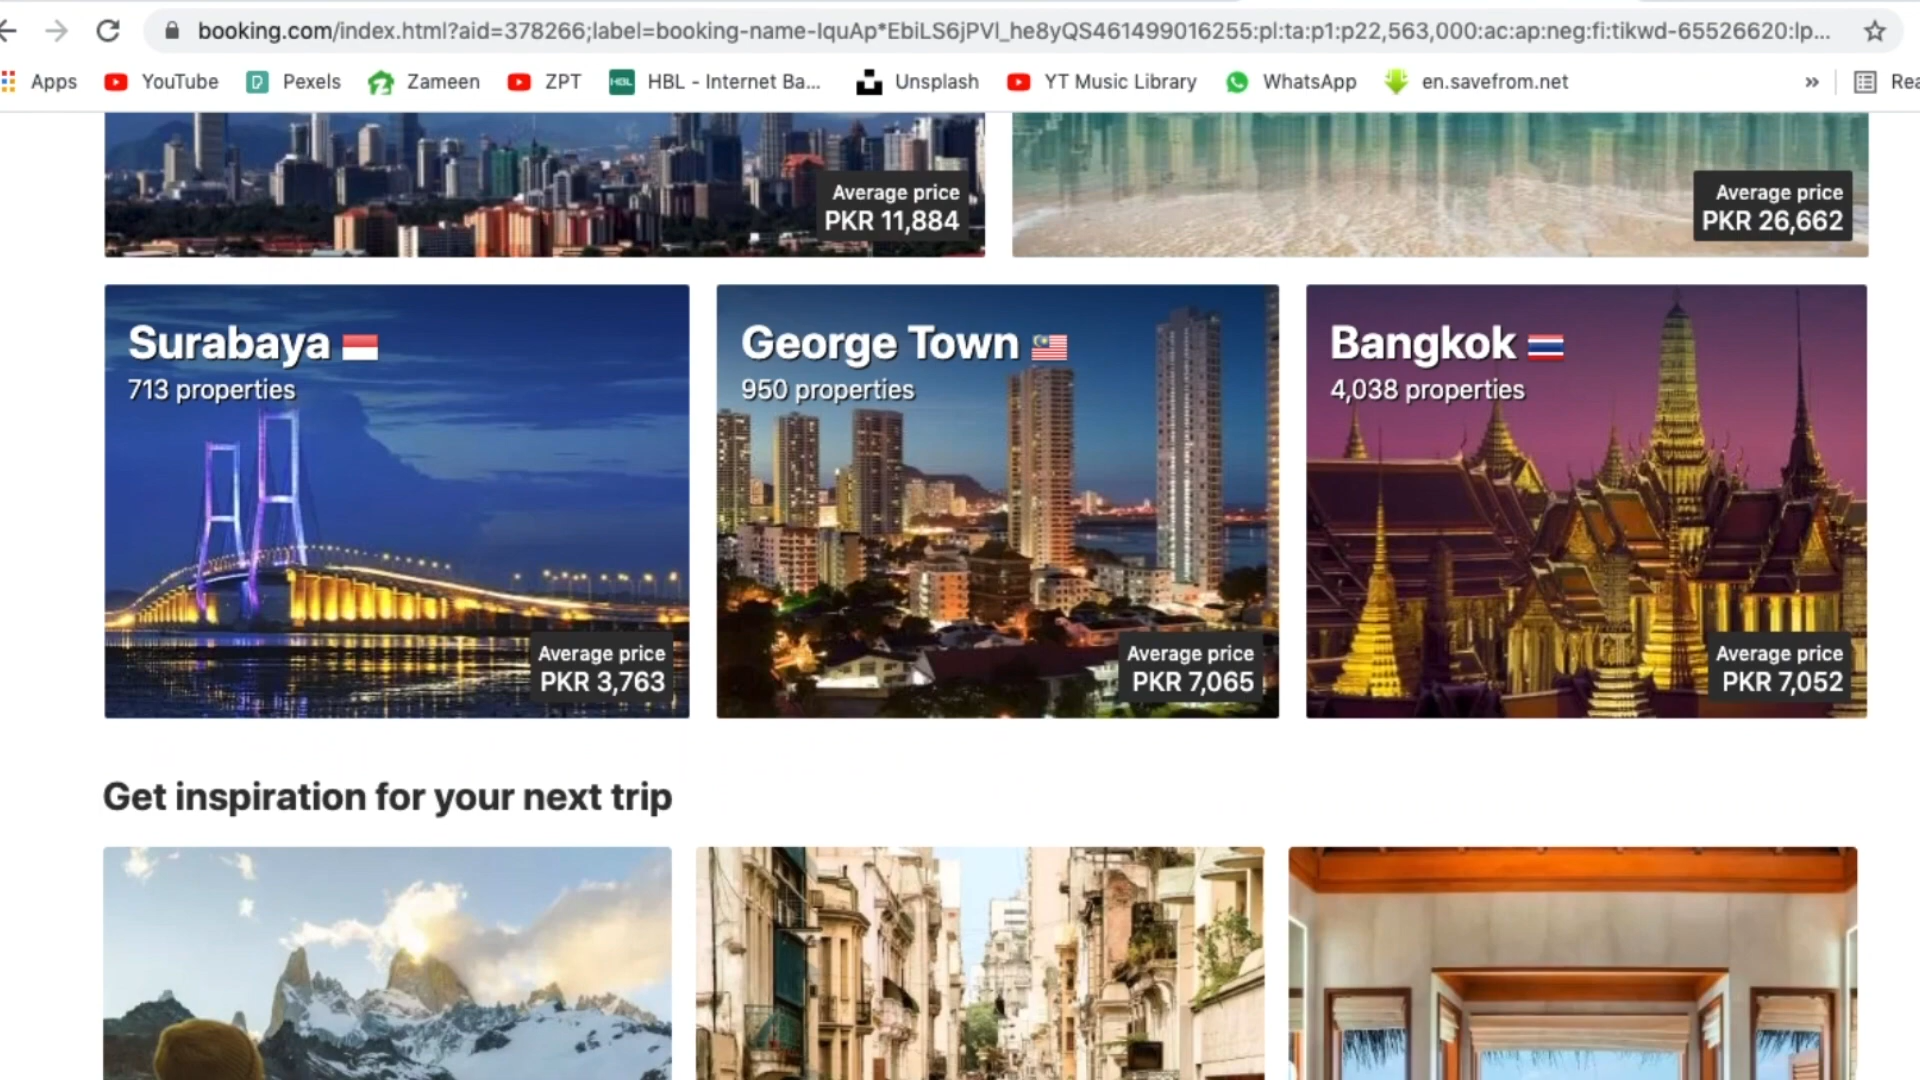 booking.com/index.html?aid=378266;label=booking-name-IquAp*EbiLS6jPVl_he8yQS461499016255:pl:ta:p1:p22,563,000:ac:ap:neg:fi:tikwd-65526620:lp...
Apps YouTube Pexels Zameen ZPT HBL - Internet Ba... Unsplash YT Music Library WhatsApp en.savefrom.net » Rea
Average price
PKR 11,884
Average price
PKR 26,662
Surabaya
713 properties
Average price
PKR 3,763
George Town
950 properties
Average price
PKR 7,065
Bangkok
4,038 properties
Average price
PKR 7,052
Get inspiration for your next trip